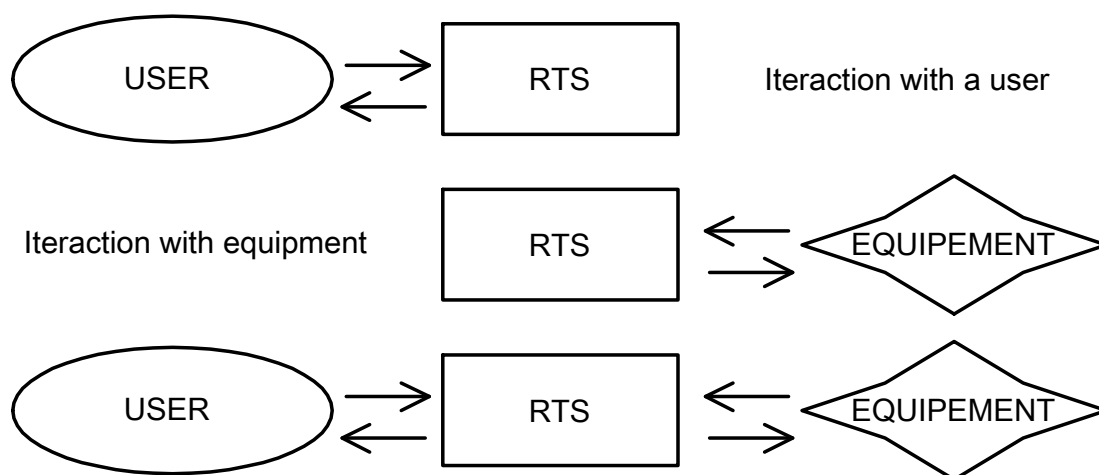 USER
RTS
Iteraction with a user
Iteraction with equipment
RTS
EQUIPEMENT
USER
RTS
EQUIPEMENT